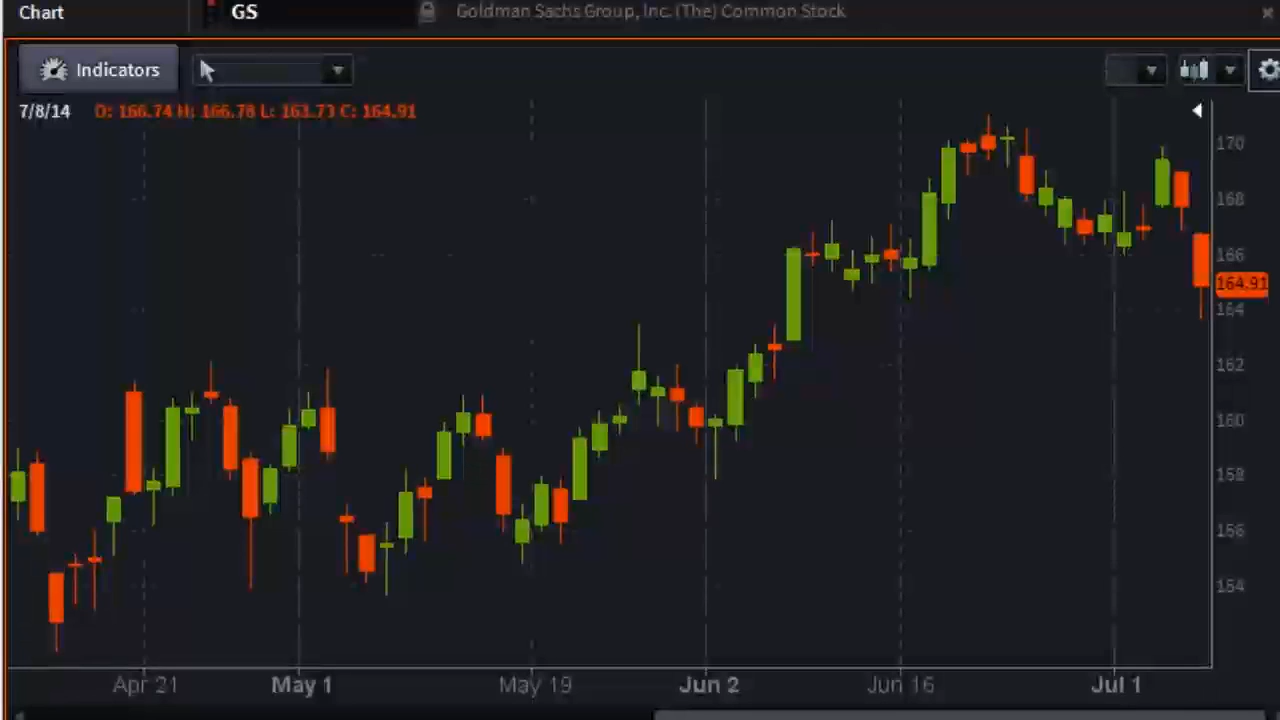 Chart GS Goldman Sachs Group, Inc. (The) Common Stock
Indicators
7/8/14 O: 166.74 H: 166.78 L: 163.73 C: 164.91
170
168
166
164.91
164
162
160
158
156
154
Apr 21 May 1 May 19 Jun 2 Jun 16 Jul 1